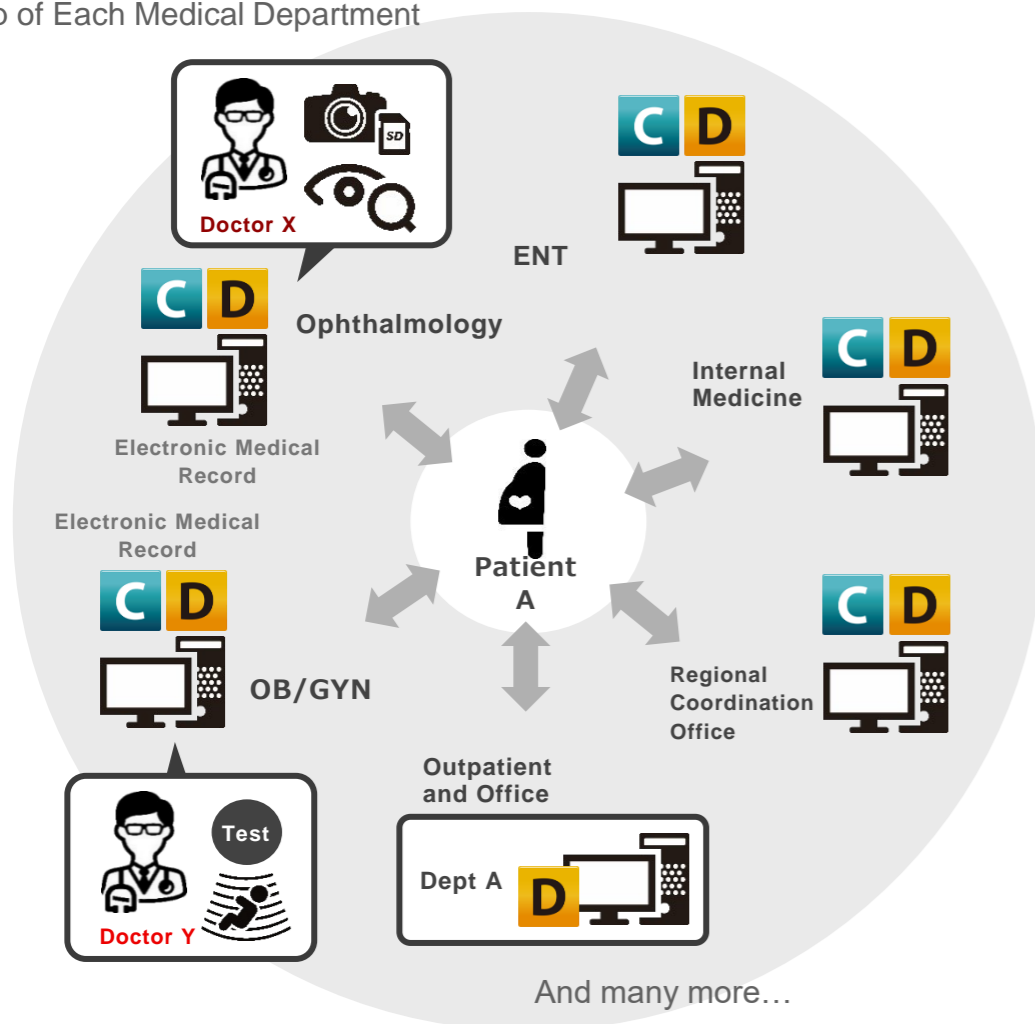 of Each Medical Department
SD
Doctor X
C D
ENT
C D
Ophthalmology
C D
Internal
Medicine
Electronic Medical
Record
Electronic Medical
Record
Patient
A
C D
OB/GYN
C D
Regional
Coordination
Office
Outpatient
and Office
Test
Doctor Y
Dept A
D
And many more…